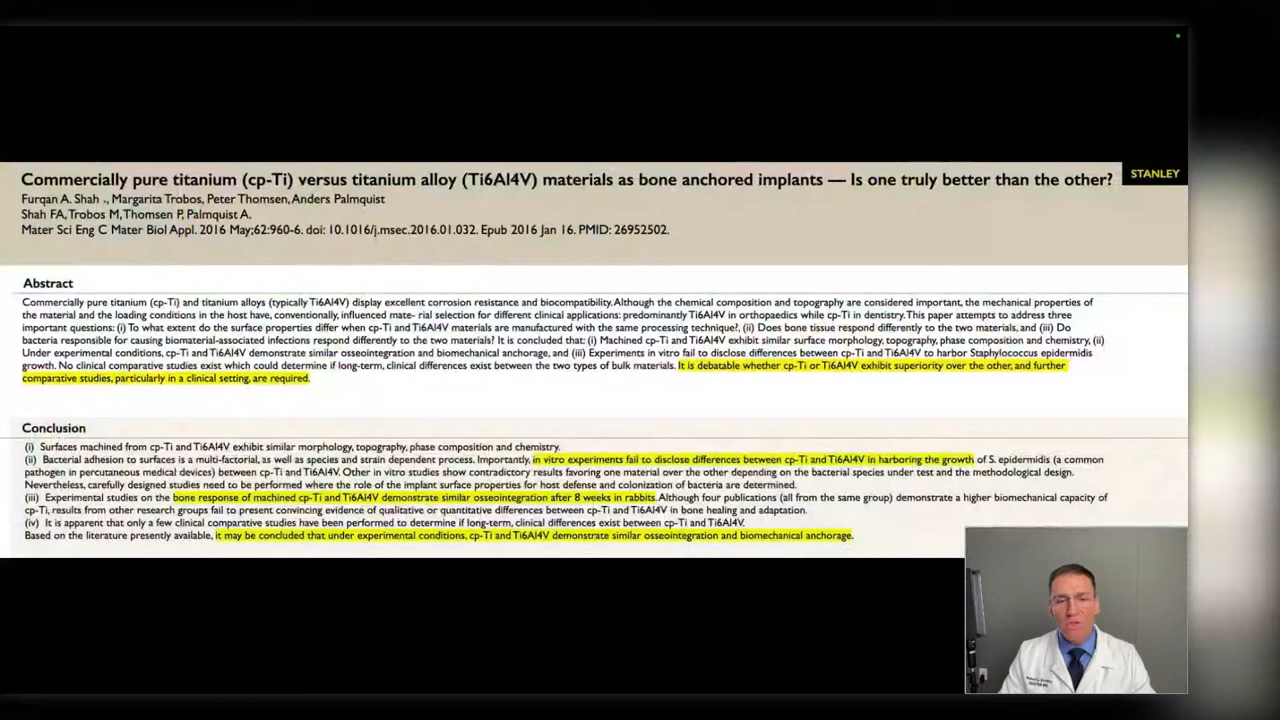 Commercially pure titanium (cp-Ti) versus titanium alloy (Ti6Al4V) materials as bone anchored implants — Is one truly better than the other?
STANLEY
Furqan A. Shah ., Margarita Trobos, Peter Thomsen, Anders Palmquist
Shah FA, Trobos M, Thomsen P, Palmquist A.
Mater Sci Eng C Mater Biol Appl. 2016 May;62:960-6. doi: 10.1016/j.msec.2016.01.032. Epub 2016 Jan 16. PMID: 26952502.
Abstract
Commercially pure titanium (cp-Ti) and titanium alloys (typically Ti6Al4V) display excellent corrosion resistance and biocompatibility. Although the chemical composition and topography are considered important, the mechanical properties of
the material and the loading conditions in the host have, conventionally, influenced mate- rial selection for different clinical applications: predominantly Ti6Al4V in orthopaedics while cp-Ti in dentistry. This paper attempts to address three
important questions: (i) To what extent do the surface properties differ when cp-Ti and Ti6Al4V materials are manufactured with the same processing technique?, (ii) Does bone tissue respond differently to the two materials, and (iii) Do
bacteria responsible for causing biomaterial-associated infections respond differently to the two materials? It is concluded that: (i) Machined cp-Ti and Ti6Al4V exhibit similar surface morphology, topography, phase composition and chemistry, (ii)
Under experimental conditions, cp-Ti and Ti6Al4V demonstrate similar osseointegration and biomechanical anchorage, and (iii) Experiments in vitro fail to disclose differences between cp-Ti and Ti6Al4V to harbor Staphylococcus epidermidis
growth. No clinical comparative studies exist which could determine if long-term, clinical differences exist between the two types of bulk materials. It is debatable whether cp-Ti or Ti6Al4V exhibit superiority over the other, and further
comparative studies, particularly in a clinical setting, are required.
Conclusion
(i) Surfaces machined from cp-Ti and Ti6Al4V exhibit similar morphology, topography, phase composition and chemistry.
(ii) Bacterial adhesion to surfaces is a multi-factorial, as well as species and strain dependent process. Importantly, in vitro experiments fail to disclose differences between cp-Ti and Ti6Al4V in harboring the growth of S. epidermidis (a common
pathogen in percutaneous medical devices) between cp-Ti and Ti6Al4V. Other in vitro studies show contradictory results favoring one material over the other depending on the bacterial species under test and the methodological design.
Nevertheless, carefully designed studies need to be performed where the role of the implant surface properties for host defense and colonization of bacteria are determined.
(iii) Experimental studies on the bone response of machined cp-Ti and Ti6Al4V demonstrate similar osseointegration after 8 weeks in rabbits. Although four publications (all from the same group) demonstrate a higher biomechanical capacity of
cp-Ti, results from other research groups fail to present convincing evidence of qualitative or quantitative differences between cp-Ti and Ti6Al4V in bone healing and adaptation.
(iv) It is apparent that only a few clinical comparative studies have been performed to determine if long-term, clinical differences exist between cp-Ti and Ti6Al4V.
Based on the literature presently available, it may be concluded that under experimental conditions, cp-Ti and Ti6Al4V demonstrate similar osseointegration and biomechanical anchorage.